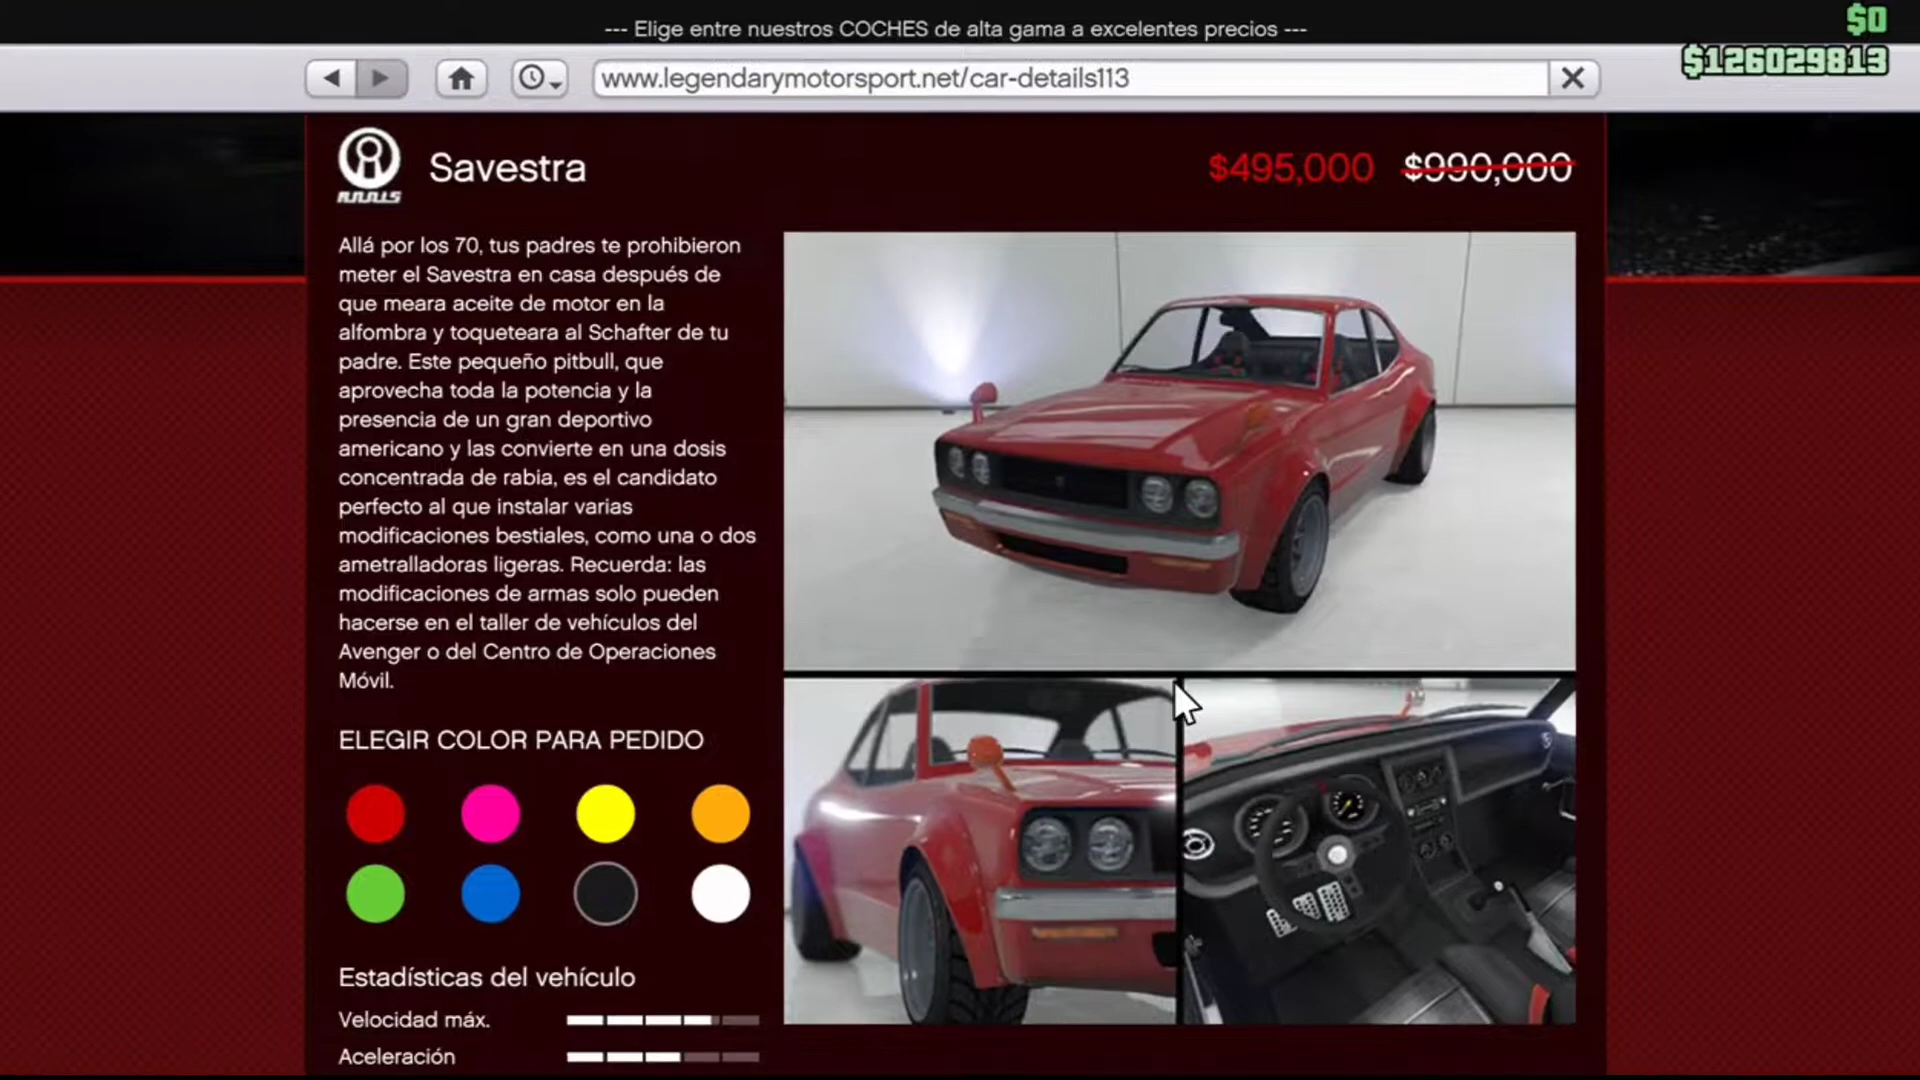 --- Elige entre nuestros COCHES de alta gama a excelentes precios ---
$0
$126029813
www.legendarymotorsport.net/car-details113
ANNIS
Savestra
$495,000 $990,000
Allá por los 70, tus padres te prohibieron
meter el Savestra en casa después de
que meara aceite de motor en la
alfombra y toqueteara al Schafter de tu
padre. Este pequeño pitbull, que
aprovecha toda la potencia y la
presencia de un gran deportivo
americano y las convierte en una dosis
concentrada de rabia, es el candidato
perfecto al que instalar varias
modificaciones bestiales, como una o dos
ametralladoras ligeras. Recuerda: las
modificaciones de armas solo pueden
hacerse en el taller de vehículos del
Avenger o del Centro de Operaciones
Móvil.
ELEGIR COLOR PARA PEDIDO
Estadísticas del vehículo
Velocidad máx.
Aceleración